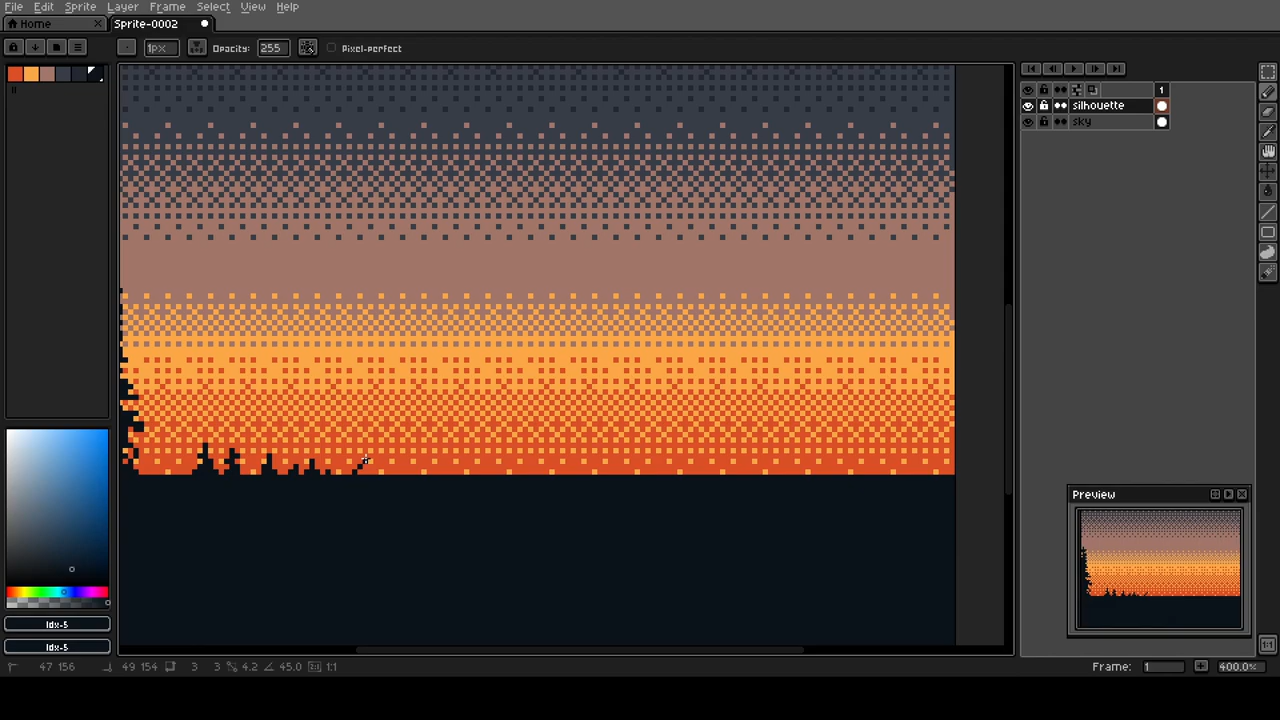 File Edit Sprite Layer Frame Select View Help
Home Sprite-0002
1px Opacity: 255 Pixel-perfect
1
silhouette
sky
Preview
Idx-5
Idx-5
47 156 49 154 3 3 4.2 45.0 1:1 Frame: 1 400.0%